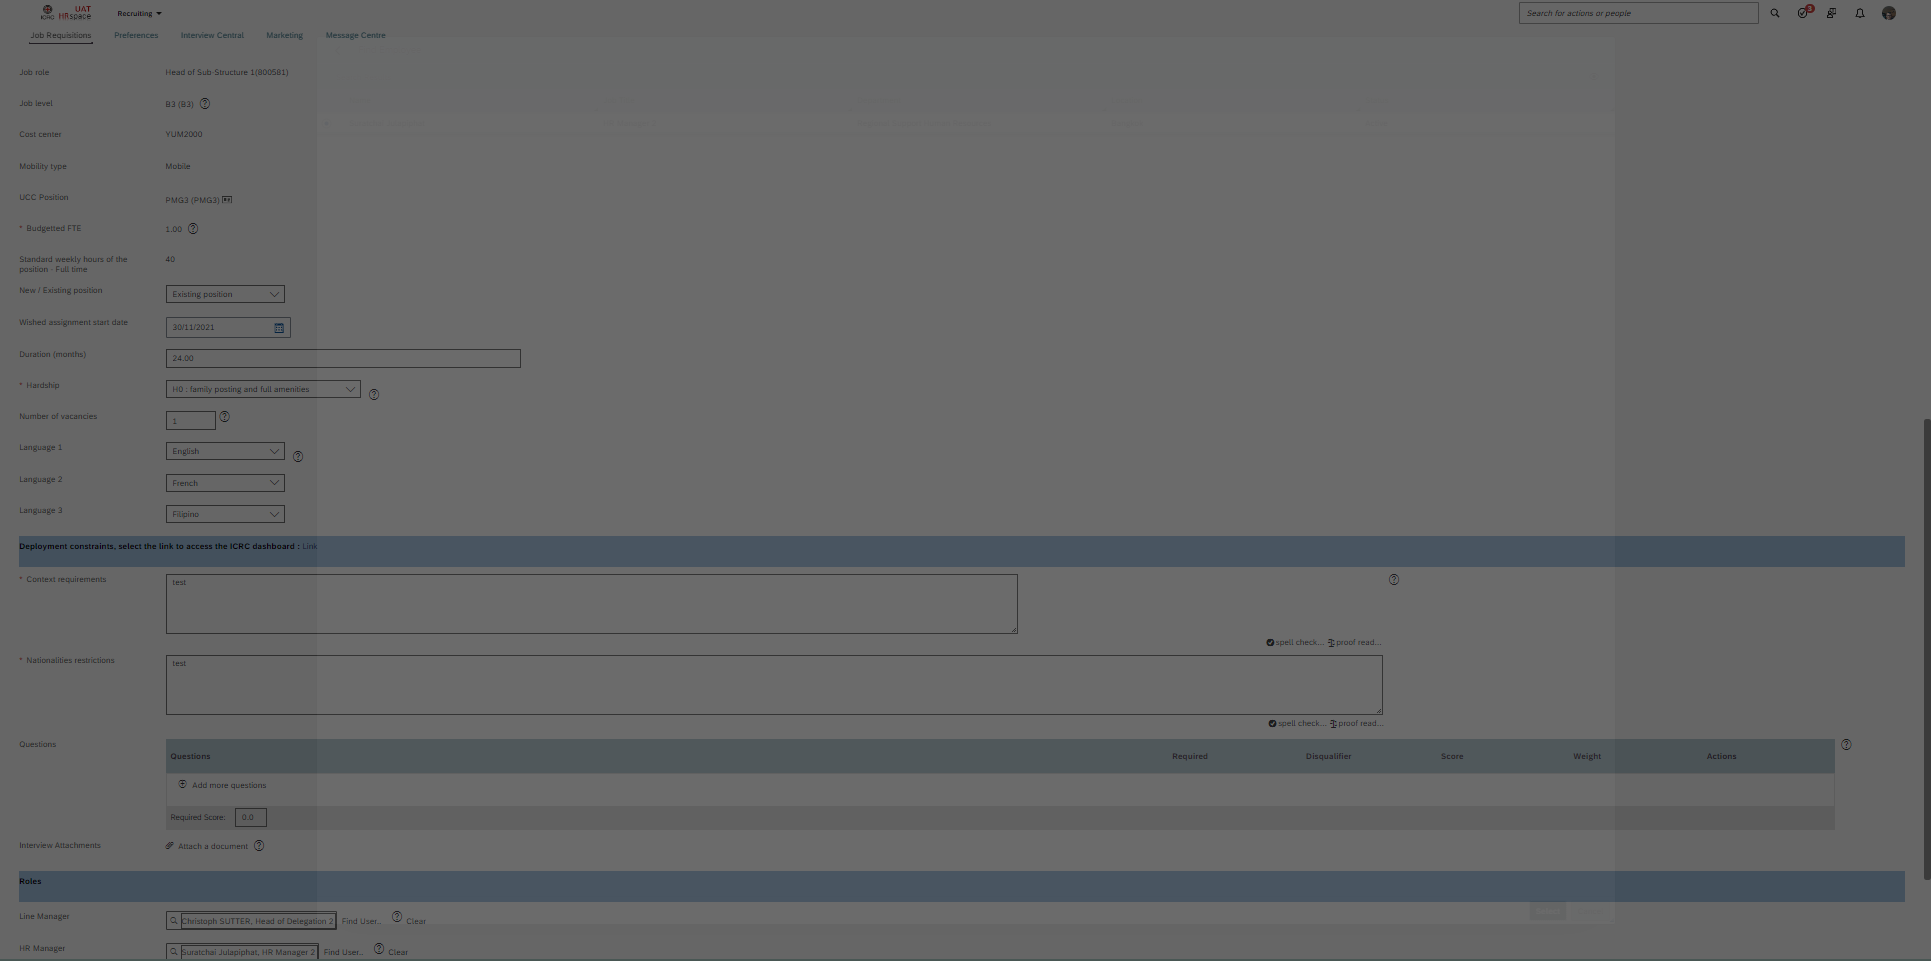 ICRC UAT HRspace Recruiting Search for actions or people 3
Job Requisitions Preferences Interview Central Marketing Message Centre
Job role Head of Sub-Structure 1(800581)
Job level B3 (B3)
Cost center YUM2000
Mobility type Mobile
UCC Position PMG3 (PMG3)
* Budgetted FTE 1.00
Standard weekly hours of the position - Full time 40
New / Existing position Existing position
Wished assignment start date 30/11/2021
Duration (months) 24.00
* Hardship H0 : family posting and full amenities
Number of vacancies 1
Language 1 English
Language 2 French
Language 3 Filipino
Deployment constraints, select the link to access the ICRC dashboard : Link
* Context requirements test
spell check... proof read...
* Nationalities restrictions test
spell check... proof read...
Questions Questions Required Disqualifier Score Weight Actions
Add more questions
Required Score: 0.0
Interview Attachments Attach a document
Roles
Line Manager Christoph SUTTER, Head of Delegation 2 Find User... Clear
HR Manager Suratchai Julapiphat, HR Manager 2 Find User... Clear